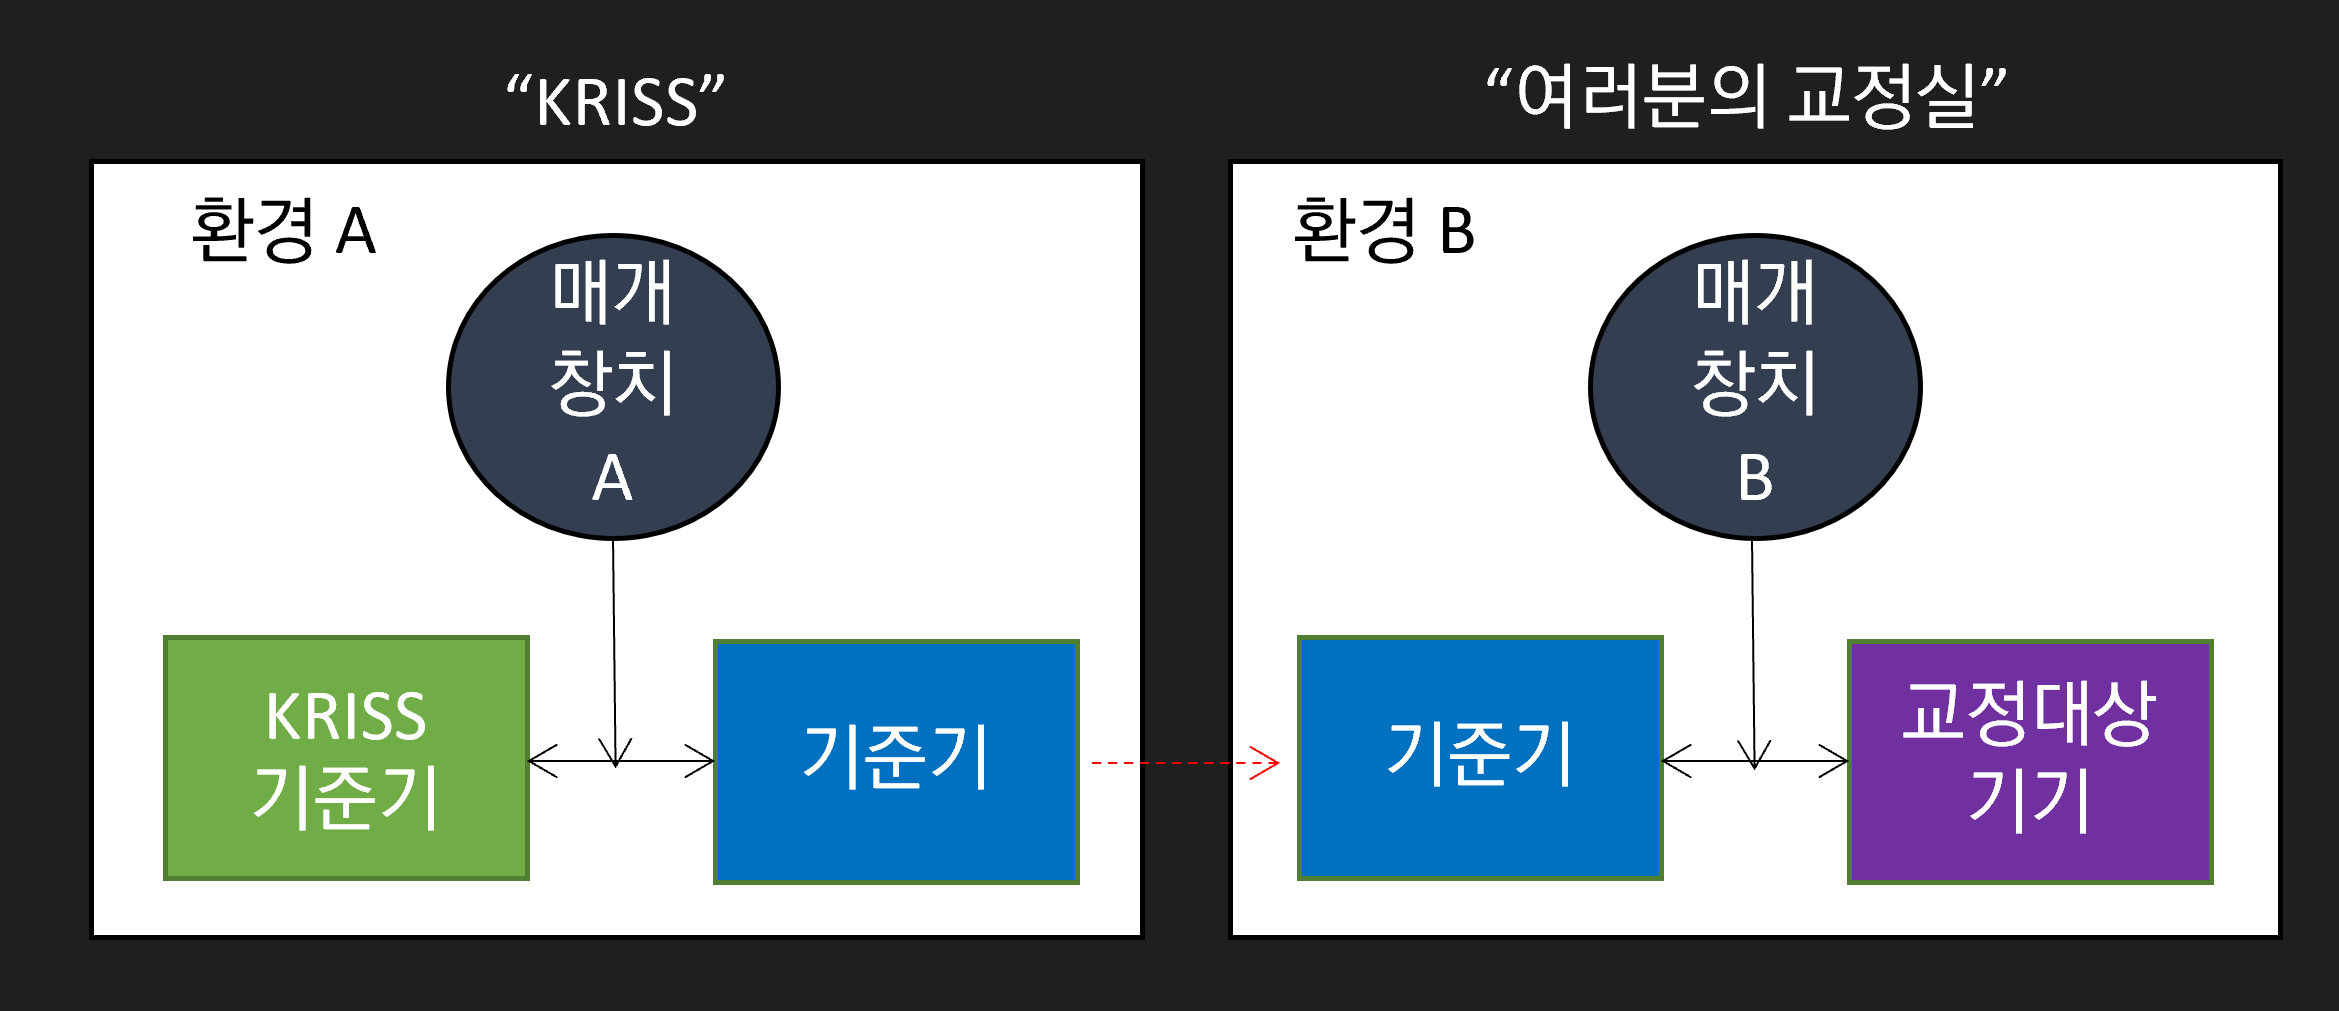 “KRISS”
“여러분의 교정실”
환경 A
매개
창치
A
KRISS
기준기
기준기
환경 B
매개
창치
B
기준기
교정대상
기기